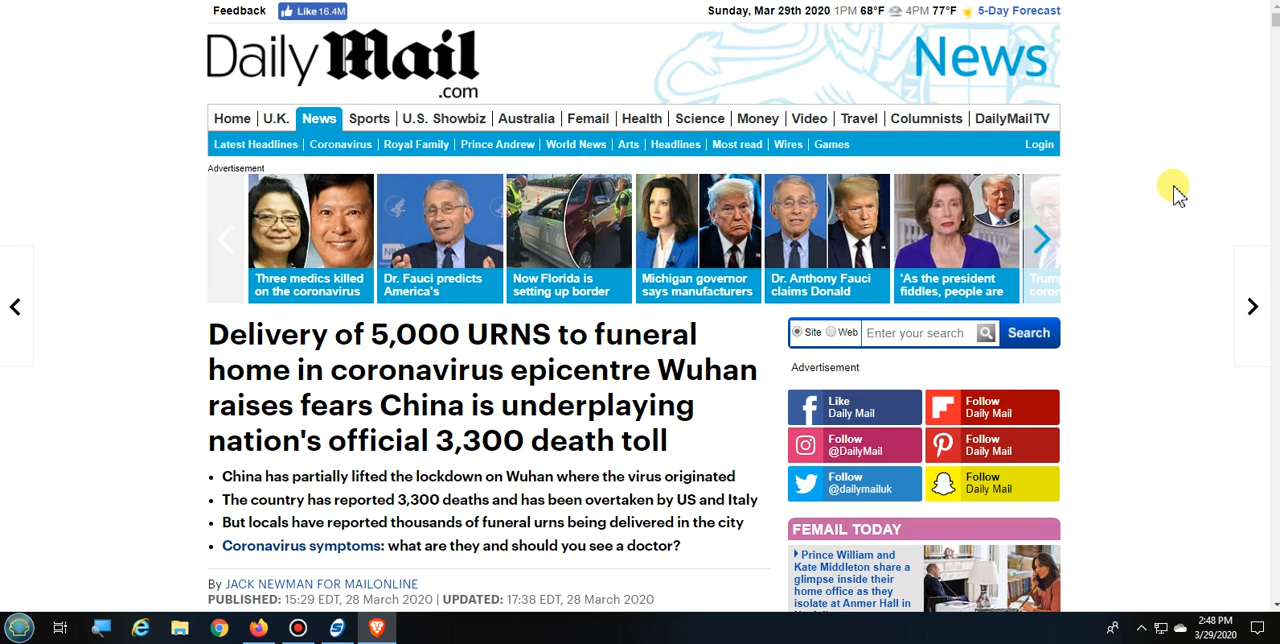 Feedback
Like 16.4M
Sunday, Mar 29th 2020 1PM 68°F 4PM 77°F 5-Day Forecast
Daily Mail
.com
News
Home U.K. News Sports U.S. Showbiz Australia Femail Health Science Money Video Travel Columnists DailyMailTV
Latest Headlines Coronavirus Royal Family Prince Andrew World News Arts Headlines Most read Wires Games Login
Advertisement
Three medics killed
on the coronavirus
Dr. Fauci predicts
America's
Now Florida is
setting up border
Michigan governor
says manufacturers
Dr. Anthony Fauci
claims Donald
'As the president
fiddles, people are
Delivery of 5,000 URNS to funeral
home in coronavirus epicentre Wuhan
raises fears China is underplaying
nation's official 3,300 death toll
• China has partially lifted the lockdown on Wuhan where the virus originated
• The country has reported 3,300 deaths and has been overtaken by US and Italy
• But locals have reported thousands of funeral urns being delivered in the city
• Coronavirus symptoms: what are they and should you see a doctor?
By JACK NEWMAN FOR MAILONLINE
PUBLISHED: 15:29 EDT, 28 March 2020 | UPDATED: 17:38 EDT, 28 March 2020
Site Web Enter your search Search
Advertisement
Like
Daily Mail
Follow
Daily Mail
Follow
@DailyMail
Follow
Daily Mail
Follow
@dailymailuk
Follow
Daily Mail
FEMAIL TODAY
Prince William and
Kate Middleton share a
glimpse inside their
home office as they
isolate at Anmer Hall in
2:48 PM
3/29/2020